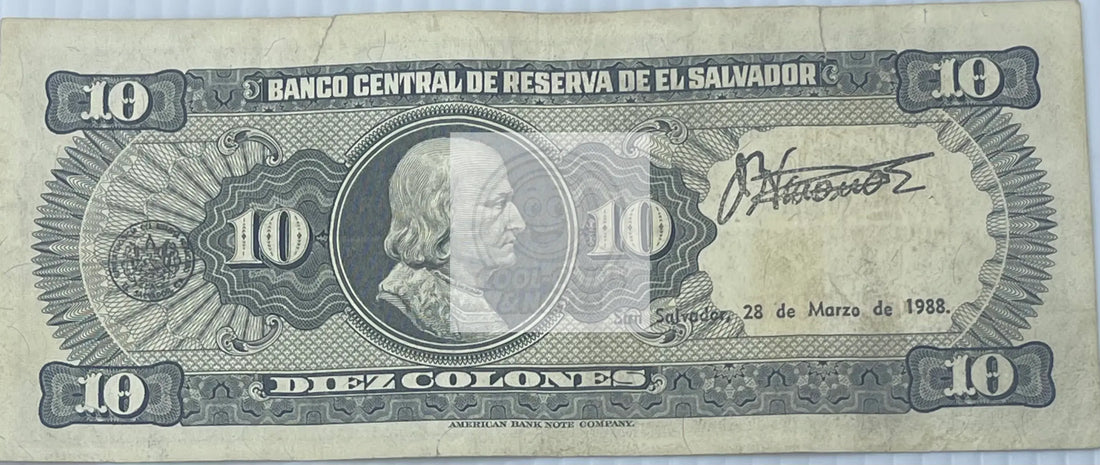 10 BANCO CENTRAL DE RESERVA DE EL SALVADOR 10
10 10
San Salvador, 28 de Marzo de 1988.
10 DIEZ COLONES 10
AMERICAN BANK NOTE COMPANY.